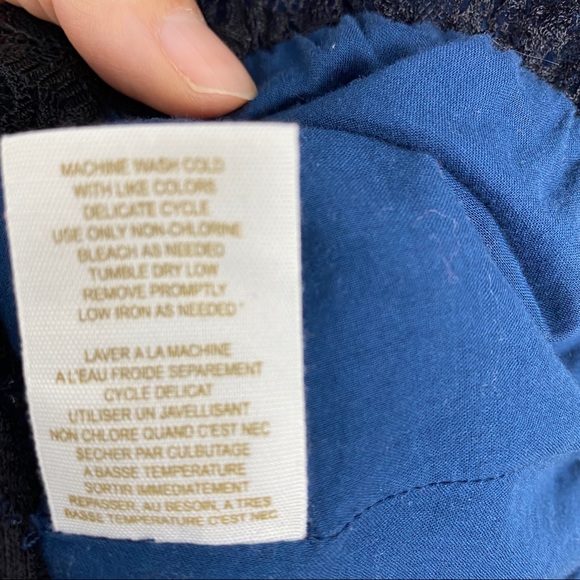 MACHINE WASH COLD
WITH LIKE COLORS
DELICATE CYCLE
USE ONLY NON-CHLORINE
BLEACH AS NEEDED
TUMBLE DRY LOW
REMOVE PROMPTLY
LOW IRON AS NEEDED
LAVER A LA MACHINE
A L'EAU FROIDE SEPAREMENT
CYCLE DELICAT
UTILISER UN JAVELLISANT
NON CHLORE QUAND C'EST NEC
SECHER PAR CULBUTAGE
A BASSE TEMPERATURE
SORTIR IMMEDIATEMENT
REPASSER, AU BESOIN, A TRES
BASSE TEMPERATURE C'EST NEC